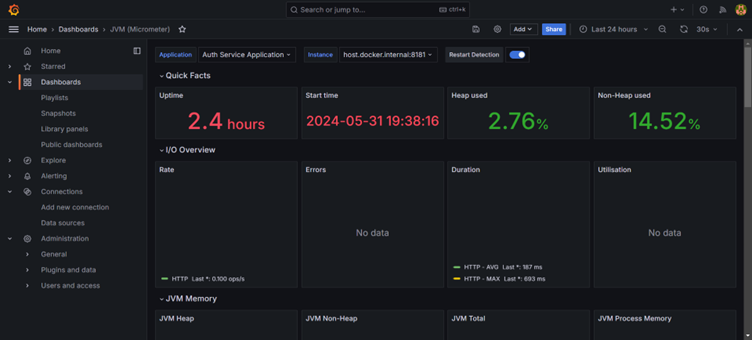 Search or jump to...
ctrl+k
Home > Dashboards > JVM (Micrometer)
Add
Share
Last 24 hours
30s
Home
Starred
Dashboards
Playlists
Snapshots
Library panels
Public dashboards
Explore
Alerting
Connections
Add new connection
Data sources
Administration
General
Plugins and data
Users and access
Application Auth Service Application Instance host.docker.internal:8181 Restart Detection
Quick Facts
Uptime Start time Heap used Non-Heap used
2.4 hours 2024-05-31 19:38:16 2.76% 14.52%
I/O Overview
Rate Errors Duration Utilisation
No data No data
HTTP Last *: 0.100 ops/s
HTTP - AVG Last *: 187 ms
HTTP - MAX Last *: 693 ms
JVM Memory
JVM Heap JVM Non-Heap JVM Total JVM Process Memory